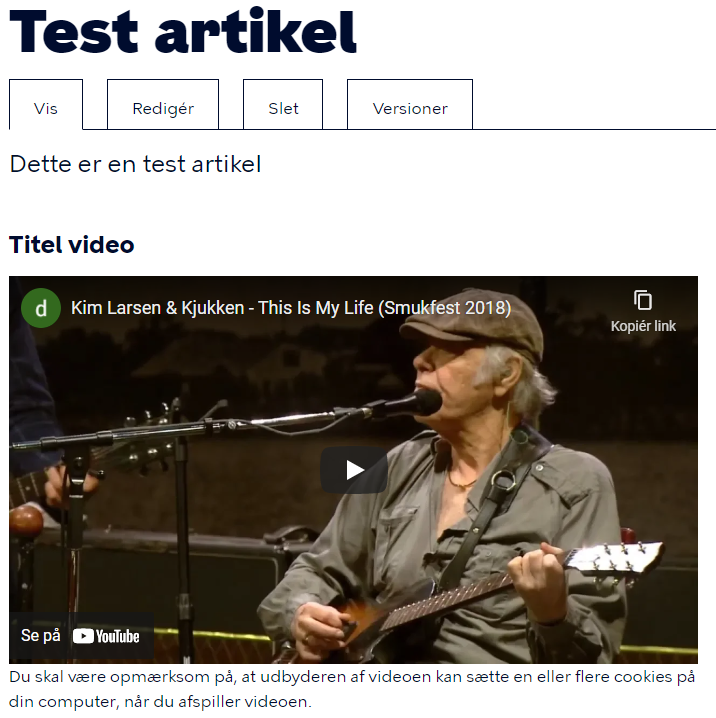 Test artikel
Vis
Redigér
Slet
Versioner
Dette er en test artikel
Titel video
d
Kim Larsen & Kjukken - This Is My Life (Smukfest 2018)
Kopiér link
Se på YouTube
Du skal være opmærksom på, at udbyderen af videoen kan sætte en eller flere cookies på
din computer, når du afspiller videoen.